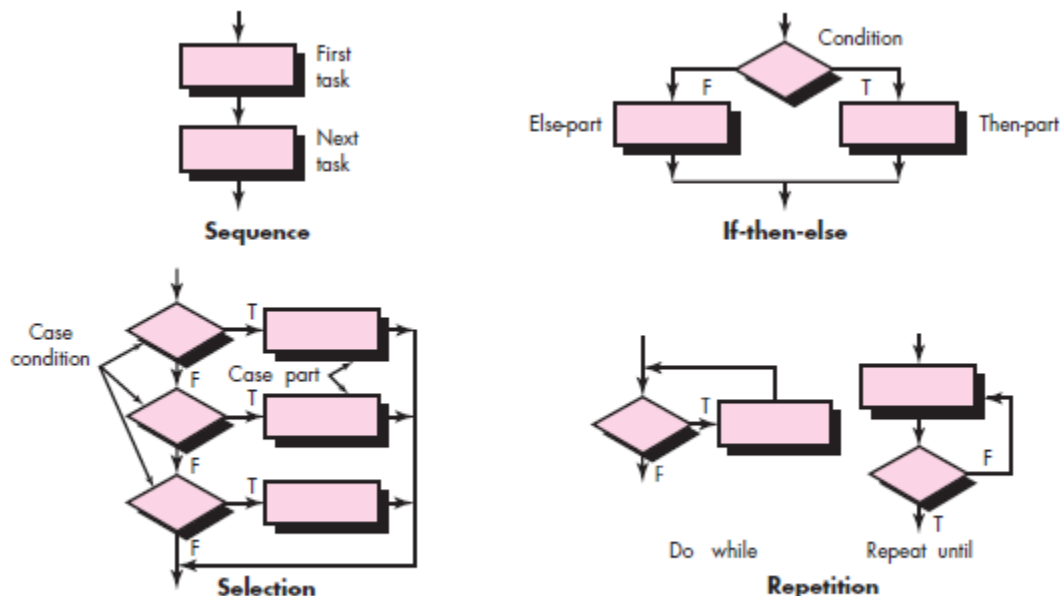 First
task
Next
task
Sequence
Condition
F
T
Else-part
Then-part
If-then-else
Case
condition
T
F
Case part
T
F
T
F
Selection
T
F
F
T
Do while
Repeat until
Repetition